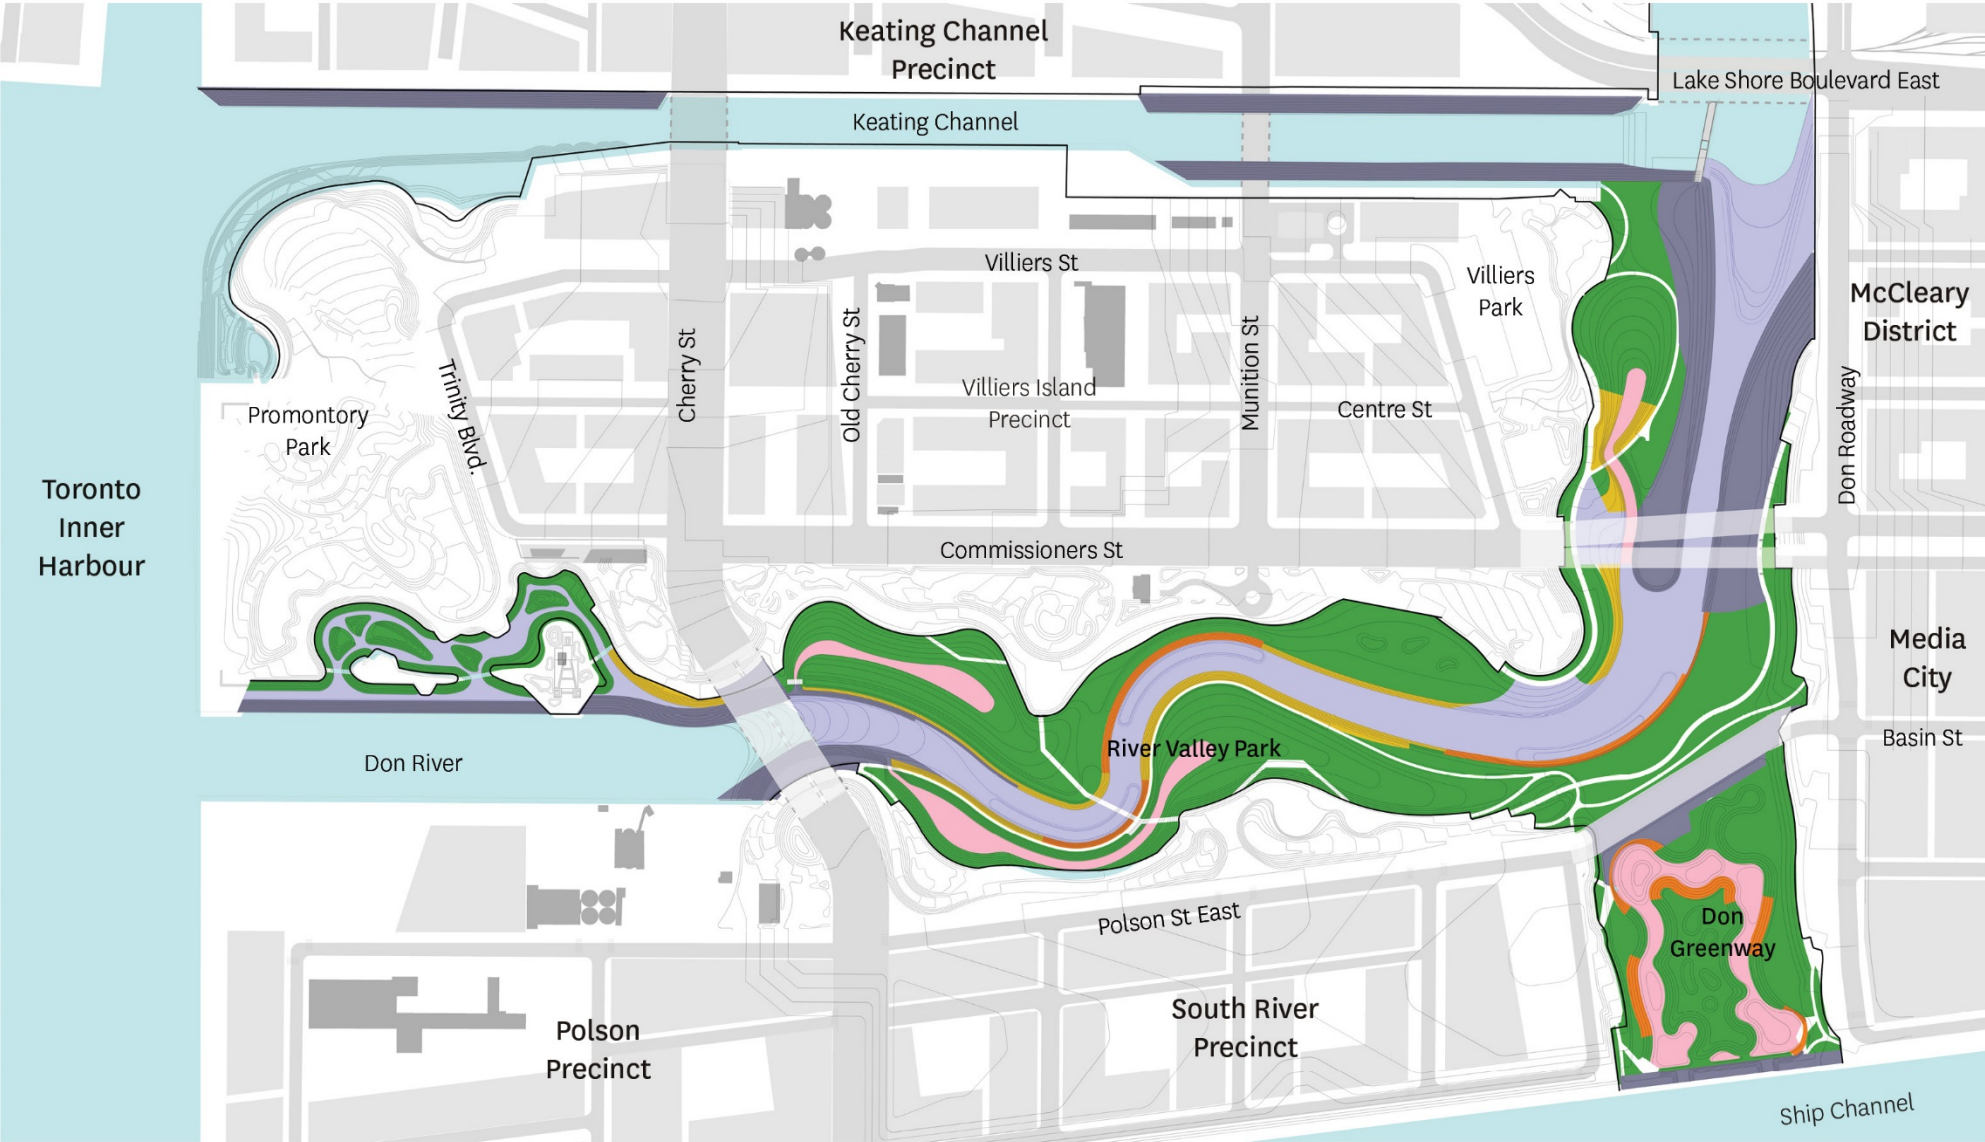 Keating Channel
Precinct
Lake Shore Boulevard East
Keating Channel
Villiers St
Villiers
Park
McCleary
District
Cherry St
Old Cherry St
Munition St
Trinity Blvd.
Villiers Island
Precinct
Centre St
Don Roadway
Promontory
Park
Toronto
Inner
Harbour
Commissioners St
Media
City
Basin St
River Valley Park
Don River
Don
Greenway
Polson St East
South River
Precinct
Polson
Precinct
Ship Channel